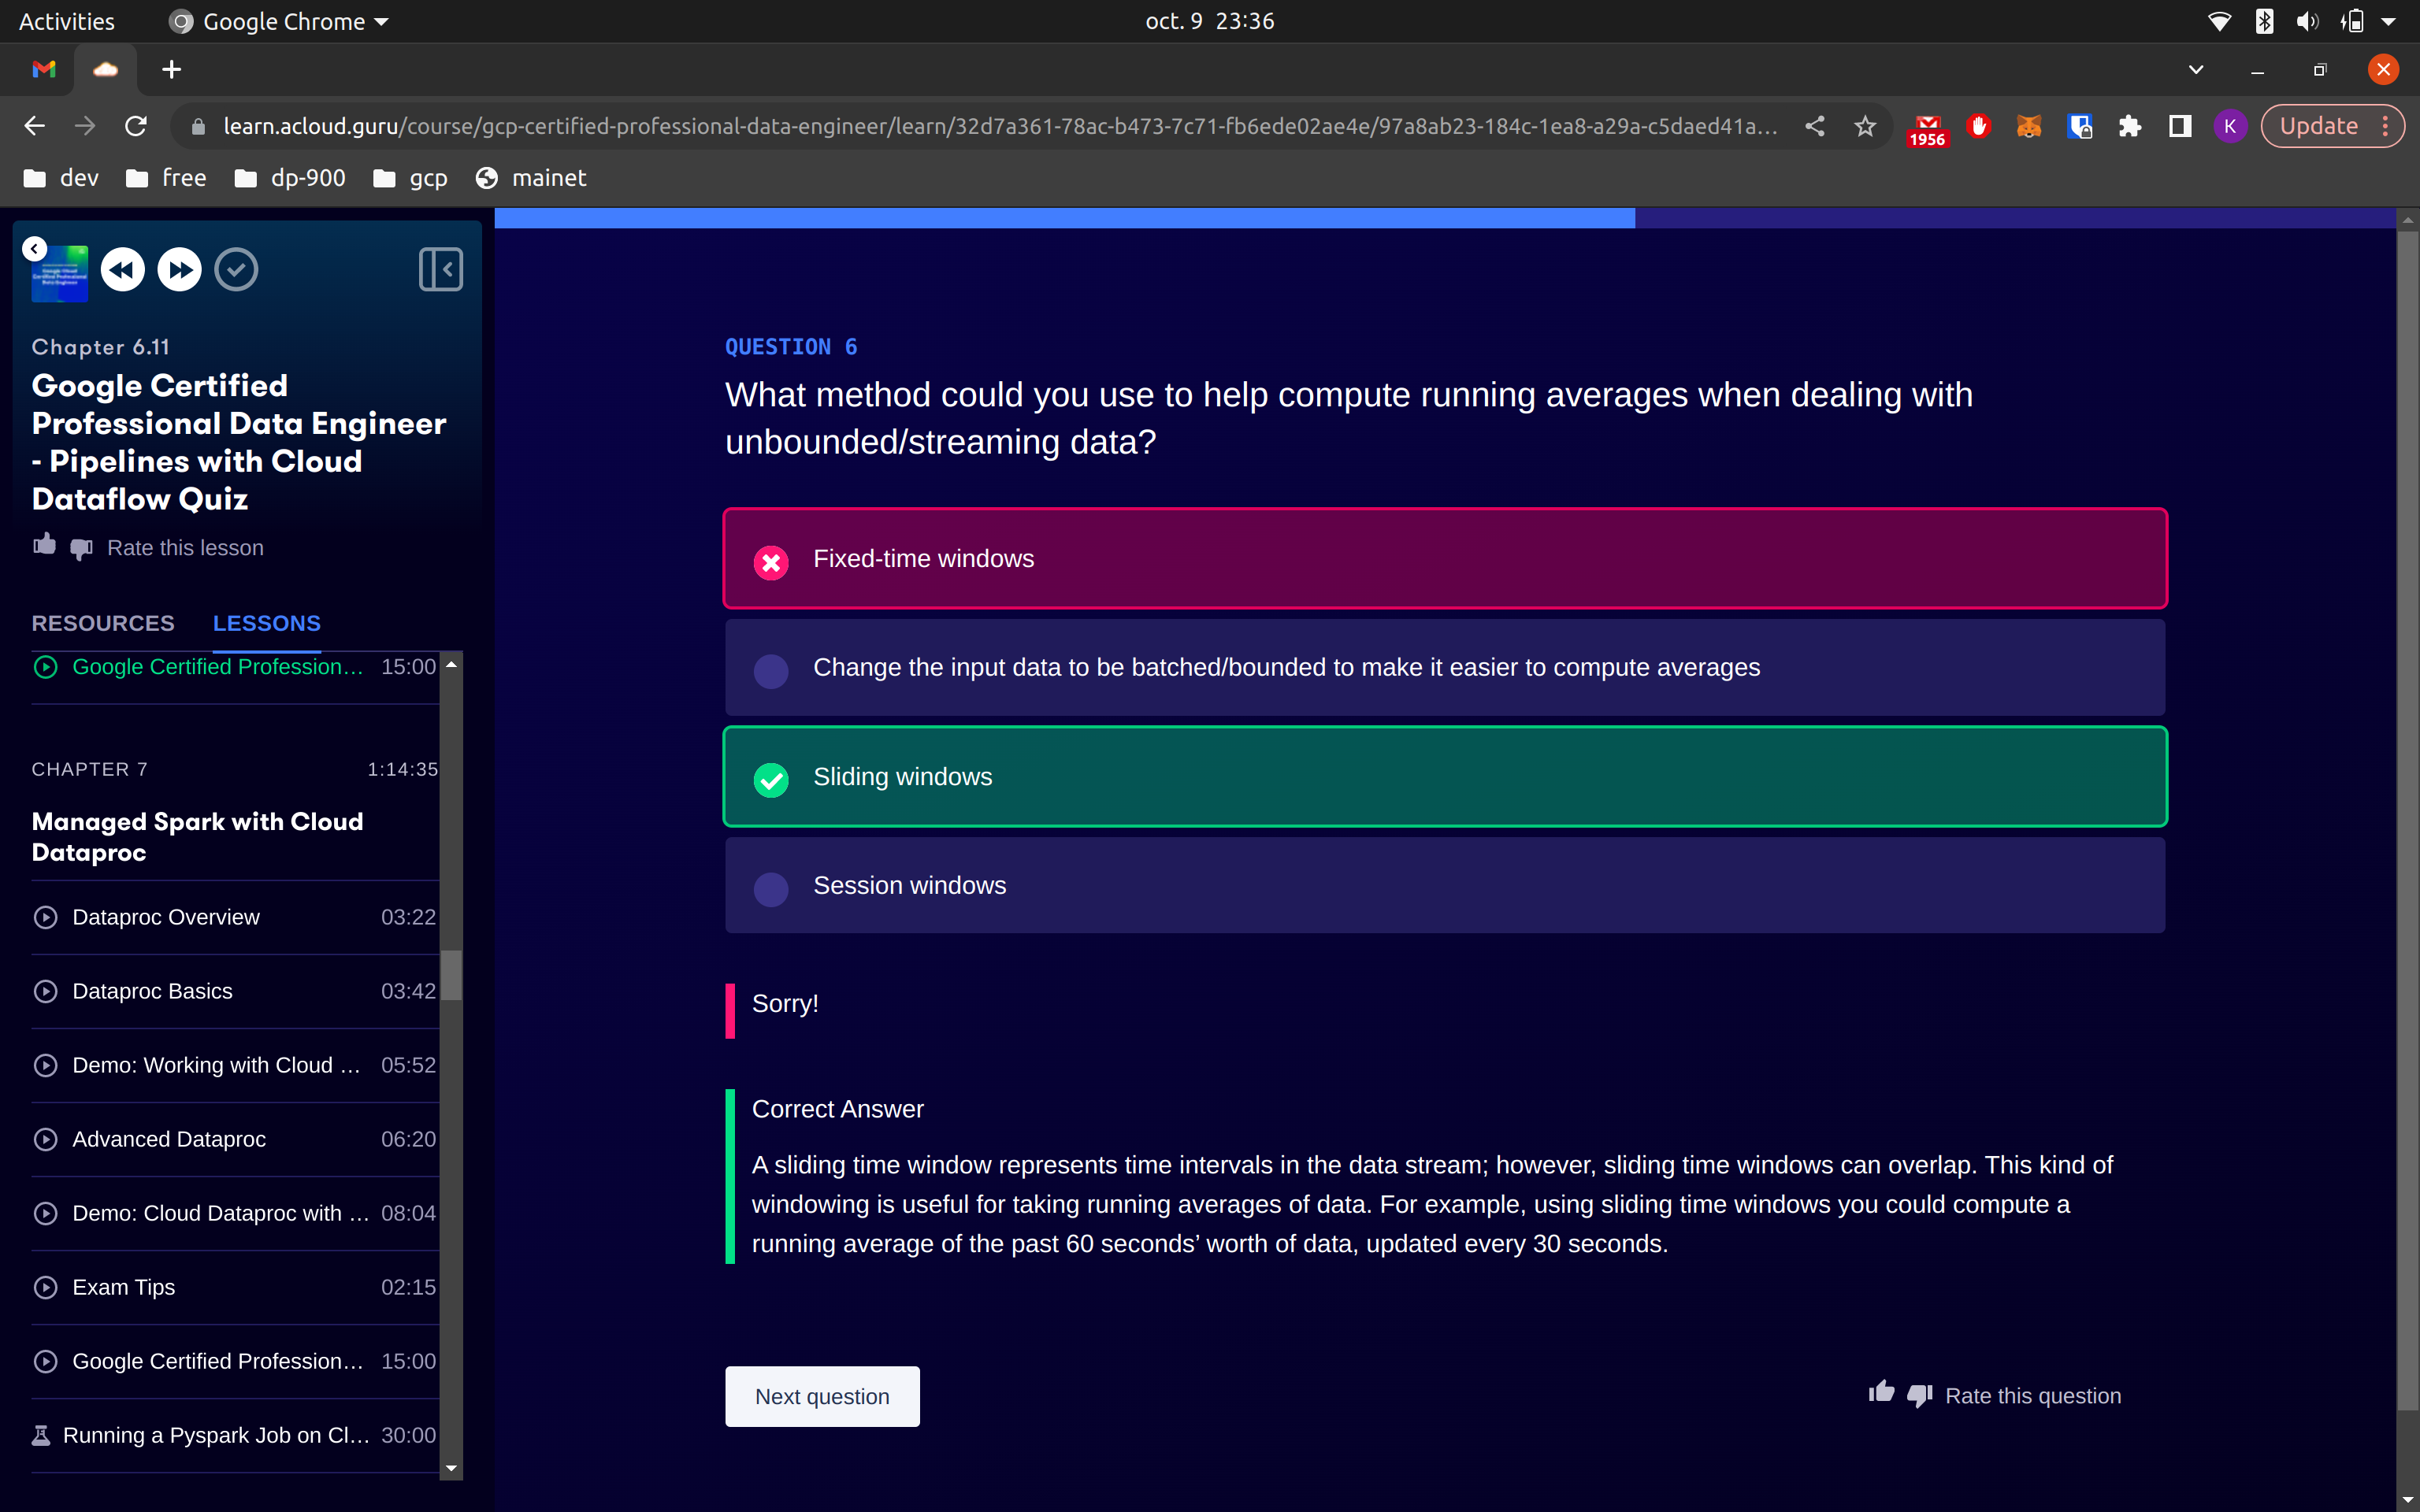 Activities
Google Chrome
oct. 9 23:36
learn.acloud.guru/course/gcp-certified-professional-data-engineer/learn/32d7a361-78ac-b473-7c71-fb6ede02ae4e/97a8ab23-184c-1ea8-a29a-c5daed41a…
1956
K
Update
dev
free
dp-900
gcp
mainet
Chapter 6.11
Google Certified
Professional Data Engineer
- Pipelines with Cloud
Dataflow Quiz
Rate this lesson
RESOURCES
LESSONS
Google Certified Profession… 15:00
CHAPTER 7 1:14:35
Managed Spark with Cloud
Dataproc
Dataproc Overview 03:22
Dataproc Basics 03:42
Demo: Working with Cloud … 05:52
Advanced Dataproc 06:20
Demo: Cloud Dataproc with … 08:04
Exam Tips 02:15
Google Certified Profession… 15:00
Running a Pyspark Job on Cl… 30:00
QUESTION 6
What method could you use to help compute running averages when dealing with
unbounded/streaming data?
Fixed-time windows
Change the input data to be batched/bounded to make it easier to compute averages
Sliding windows
Session windows
Sorry!
Correct Answer
A sliding time window represents time intervals in the data stream; however, sliding time windows can overlap. This kind of
windowing is useful for taking running averages of data. For example, using sliding time windows you could compute a
running average of the past 60 seconds’ worth of data, updated every 30 seconds.
Next question
Rate this question